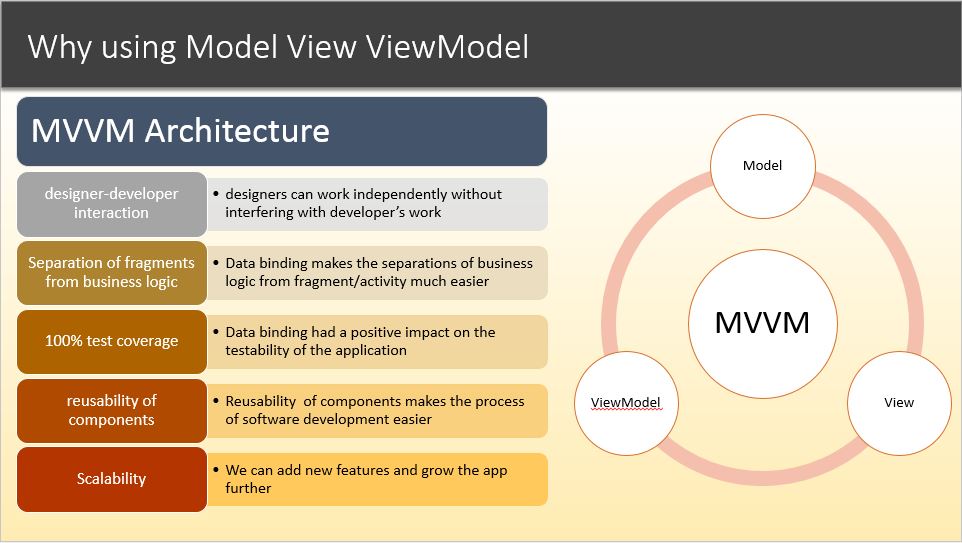 Why using Model View ViewModel
MVVM Architecture
designer-developer
interaction
• designers can work independently without
interfering with developer’s work
Separation of fragments
from business logic
• Data binding makes the separations of business
logic from fragment/activity much easier
100% test coverage
• Data binding had a positive impact on the
testability of the application
reusability of
components
• Reusability of components makes the process
of software development easier
Scalability
• We can add new features and grow the app
further
Model
MVVM
ViewModel
View